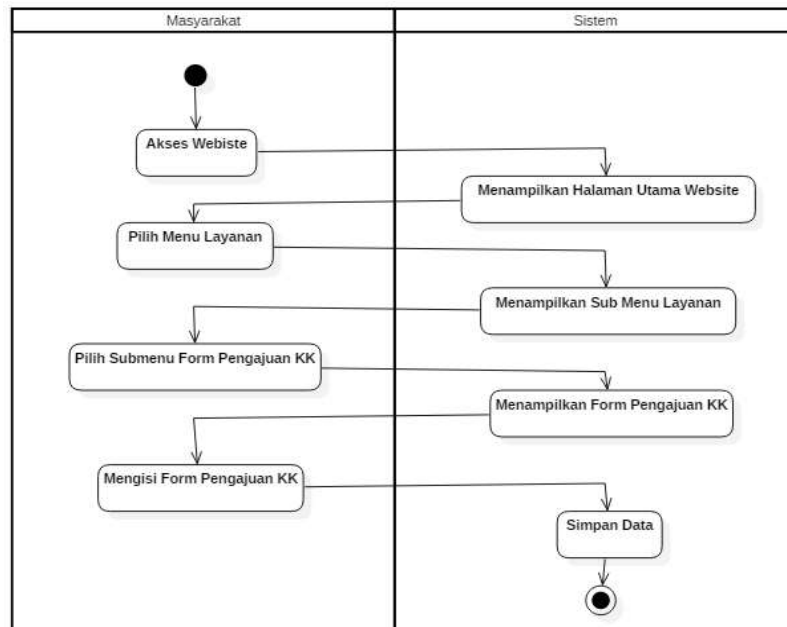 Masyarakat
Sistem
Akses Webiste
Menampilkan Halaman Utama Website
Pilih Menu Layanan
Menampilkan Sub Menu Layanan
Pilih Submenu Form Pengajuan KK
Menampilkan Form Pengajuan KK
Mengisi Form Pengajuan KK
Simpan Data